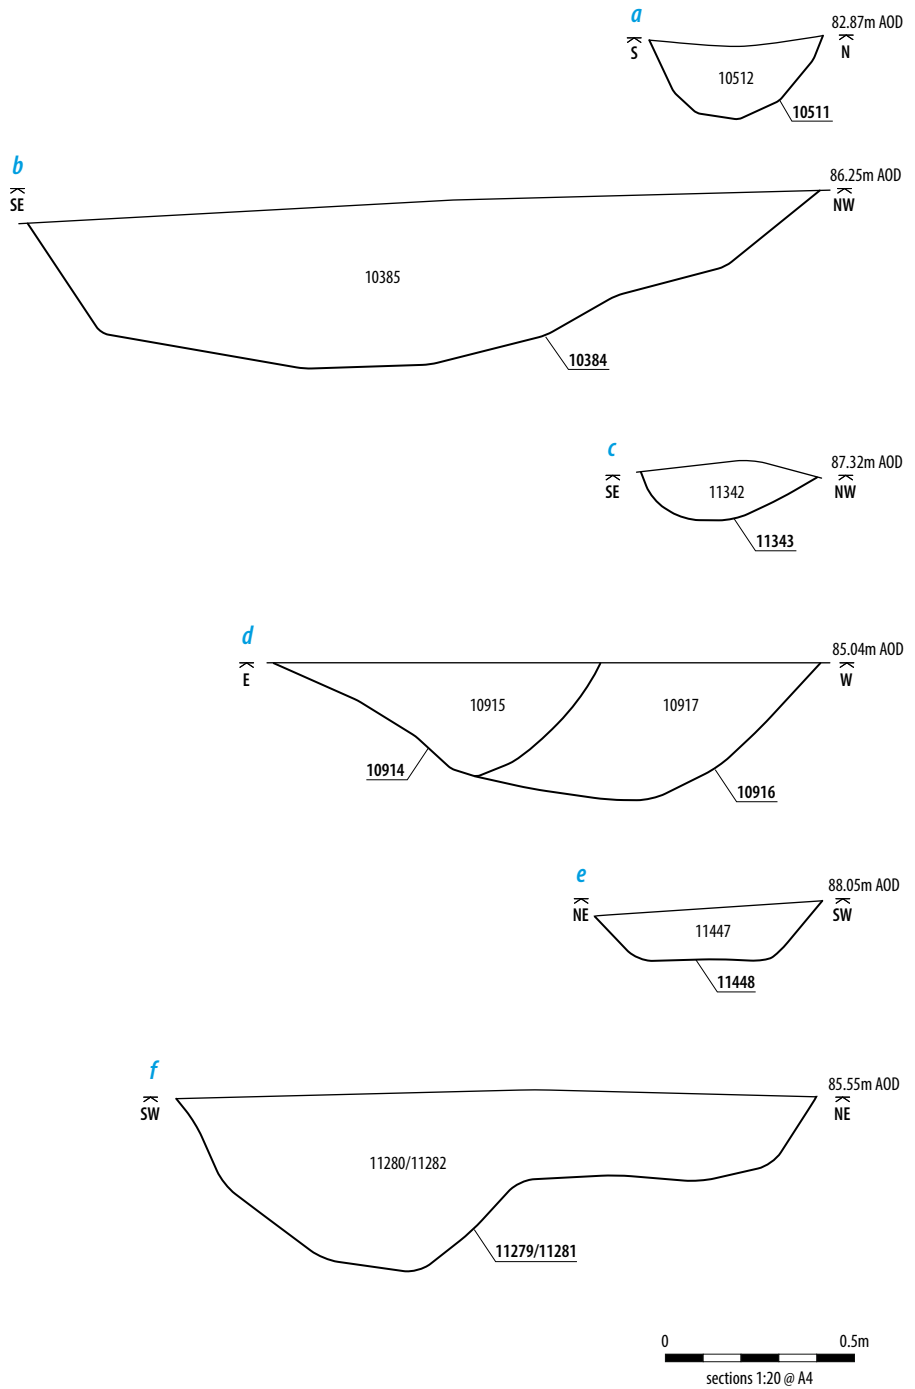 a
82.87m AOD
S
N
10512
10511
b
86.25m AOD
SE
NW
10385
10384
c
87.32m AOD
SE
NW
11342
11343
d
85.04m AOD
E
W
10915
10917
10914
10916
e
88.05m AOD
NE
SW
11447
11448
f
85.55m AOD
SW
NE
11280/11282
11279/11281
0
0.5m
sections 1:20 @ A4